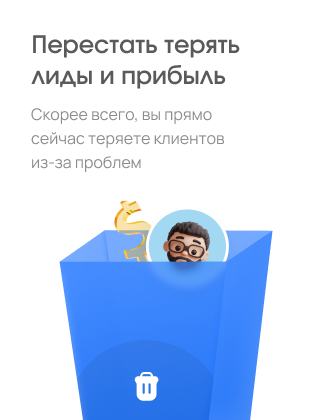 Перестать терять
лиды и прибыль
Скорее всего, вы прямо
сейчас теряете клиентов
из-за проблем
$